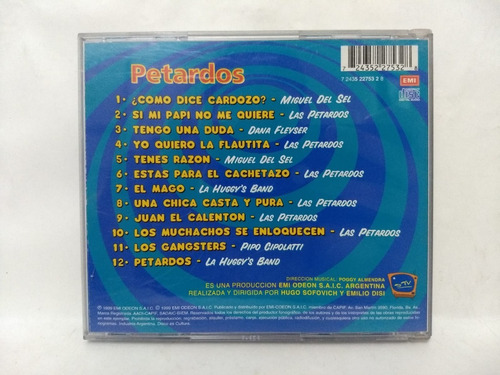 Petardos
7 24352 27532 8
7 2435 22753 2 8
EMI
1- ¿COMO DICE CARDOZO? - MIGUEL DEL SEL
2- SI MI PAPI NO ME QUIERE - LAS PETARDOS
3- TENGO UNA DUDA - DANA FLEYSER
4- YO QUIERO LA FLAUTITA - LAS PETARDOS
5- TENES RAZON - MIGUEL DEL SEL
6- ESTAS PARA EL CACHETAZO - LAS PETARDOS
7- EL MAGO - LA HUGGY'S BAND
8- UNA CHICA CASTA Y PURA - LAS PETARDOS
9- JUAN EL CALENTON - LAS PETARDOS
10- LOS MUCHACHOS SE ENLOQUECEN - LAS PETARDOS
11- LOS GANGSTERS - PIPO CIPOLATTI
12- PETARDOS - LA HUGGY'S BAND
DIRECCION MUSICAL: POGGY ALMENDRA
ES UNA PRODUCCION EMI ODEON S.A.I.C. ARGENTINA
REALIZADA Y DIRIGIDA POR HUGO SOFOVICH Y EMILIO DISI